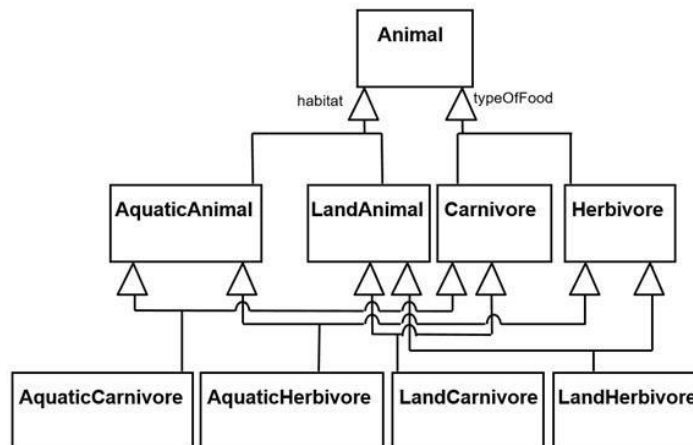 Animal
habitat
typeOfFood
AquaticAnimal
LandAnimal
Carnivore
Herbivore
AquaticCarnivore
AquaticHerbivore
LandCarnivore
LandHerbivore